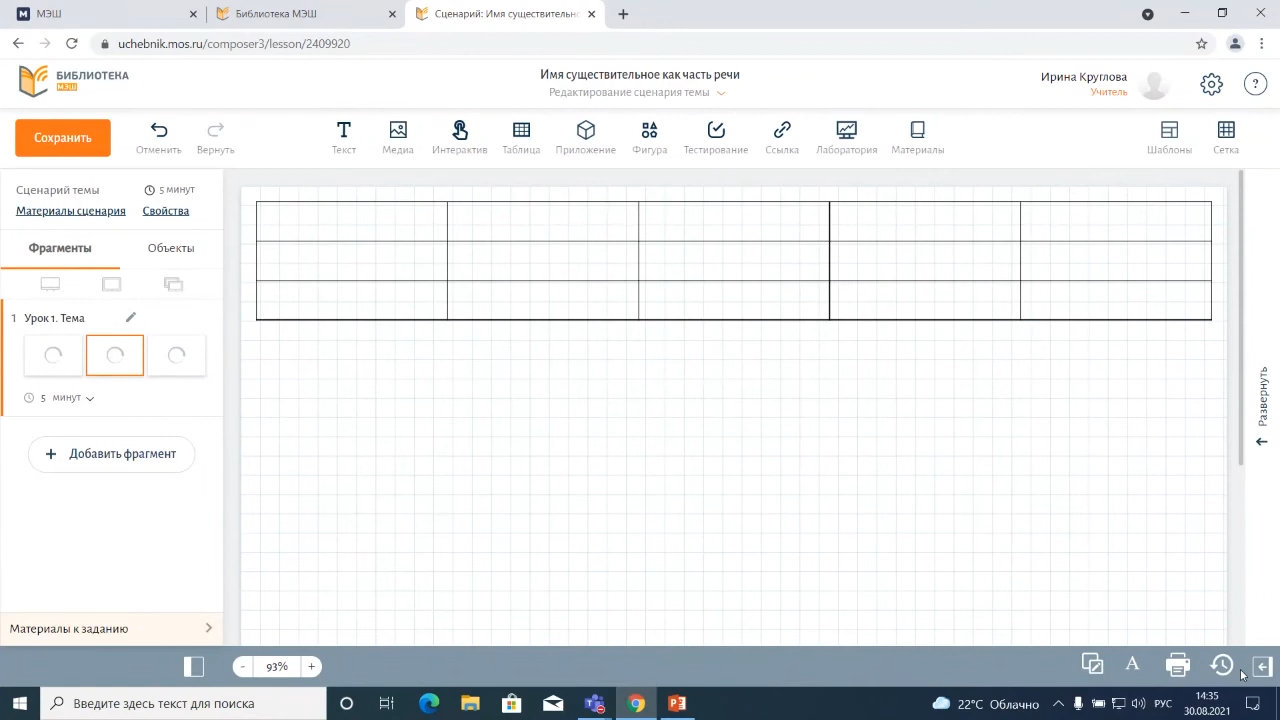 МЭШ
Библиотека МЭШ
Сценарий: Имя существительн
uchebnik.mos.ru/composer3/lesson/2409920
БИБЛИОТЕКА
МЭШ
Имя существительное как часть речи
Редактирование сценария темы
Ирина Круглова
Учитель
Сохранить
Отменить
Вернуть
Текст
Медиа
Интерактив
Таблица
Приложение
Фигура
Тестирование
Ссылка
Лаборатория
Материалы
Шаблоны
Сетка
Сценарий темы
5 минут
Материалы сценария
Свойства
Фрагменты
Объекты
1 Урок 1. Тема
5 минут
+ Добавить фрагмент
Материалы к заданию
Развернуть
- 93% +
A
Введите здесь текст для поиска
22°C Облачно
РУС
14:35
30.08.2021